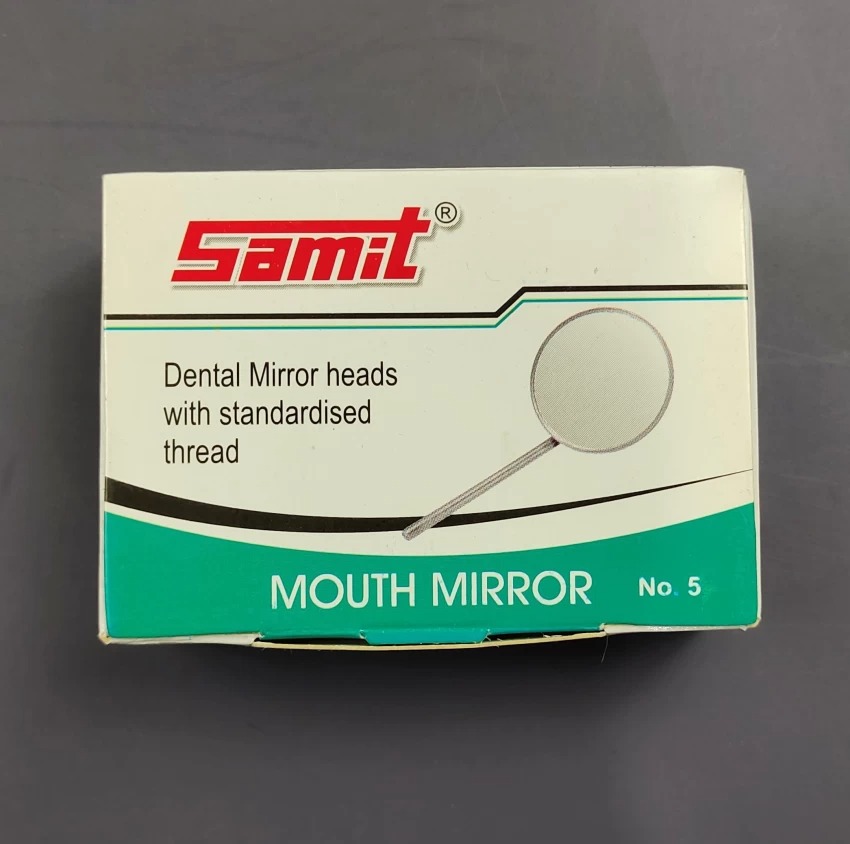 Samit®
Dental Mirror heads
with standardised
thread
MOUTH MIRROR No. 5